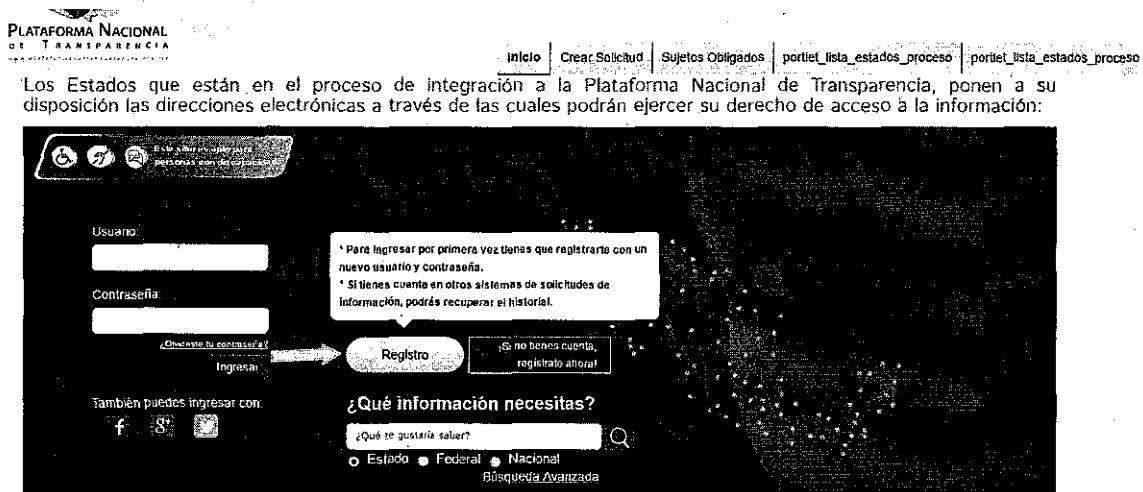 PLATAFORMA NACIONAL
DE TRANSPARENCIA
Inicio Crear Solicitud Sujetos Obligados portlet_lista_estados_proceso portlet_lista_estados_proceso
Los Estados que están en el proceso de integración a la Plataforma Nacional de Transparencia, ponen a su
disposición las direcciones electrónicas a través de las cuales podrán ejercer su derecho de acceso a la información:
personas con discapacidad
Usuario:
* Para ingresar por primera vez tienes que registrarte con un
nuevo usuario y contraseña.
* Si tienes cuenta en otros sistemas de solicitudes de
información, podrás recuperar el historial.
Contraseña:
¿Olvidaste tu contraseña?
Ingresar
Registro
¡Si no tienes cuenta,
registrate ahora!
También puedes ingresar con:
f g+
¿Qué información necesitas?
¿Qué te gustaría saber?
Estado Federal Nacional
Búsqueda Avanzada